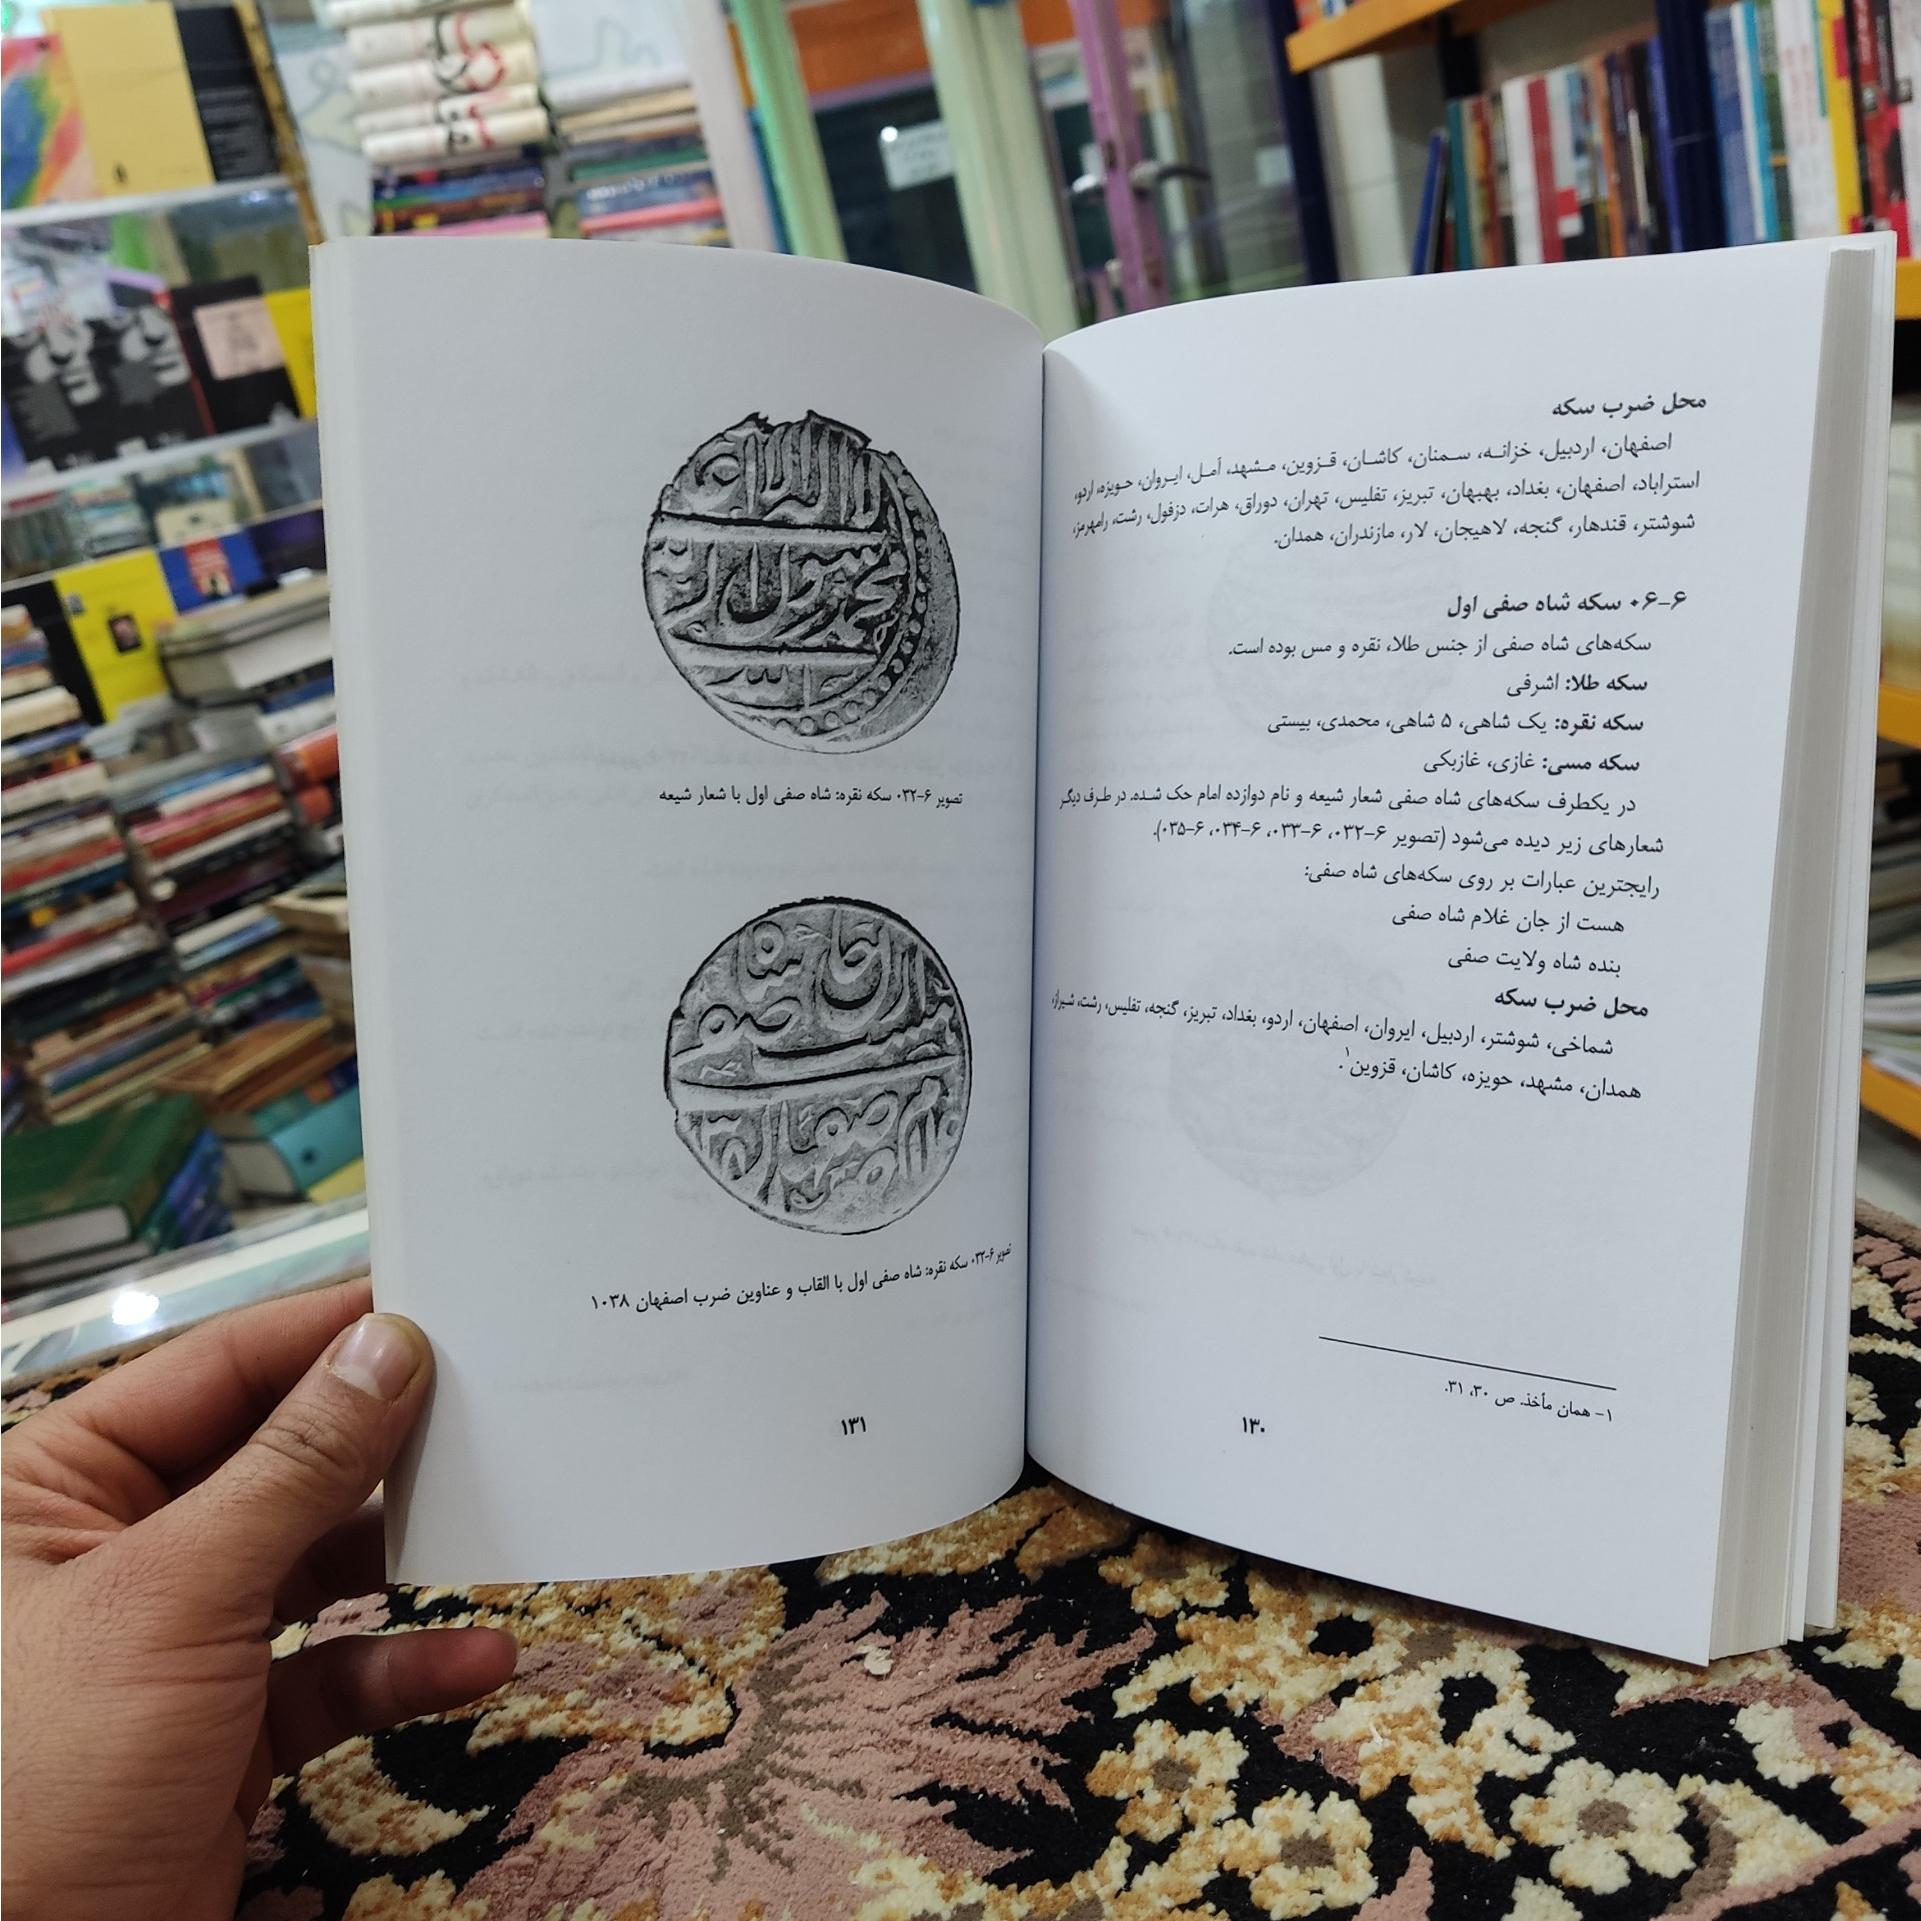 محل ضرب سکه
اصفهان، اردبیل، خزانه، سمنان، کاشان، قزوین، مشهد، آمل، ایروان، حویزه، اردو،
استراباد، اصفهان، بغداد، بهبهان، تبریز، تفلیس، تهران، دوراق، هرات، دزفول، رشت، رامهرمز،
شوشتر، قندهار، گنجه، لاهیجان، لار، مازندران، همدان.
۶-۰۶ سکه شاه صفی اول
سکه‌های شاه صفی از جنس طلا، نقره و مس بوده است.
سکه طلا: اشرفی
سکه نقره: یک شاهی، ۵ شاهی، محمدی، بیستی
سکه مسی: غازی، غازبکی
در یکطرف سکه‌های شاه صفی شعار شیعه و نام دوازده امام حک شده. در طرف دیگر
شعارهای زیر دیده می‌شود (تصویر ۶-۰۳۲، ۶-۰۳۳، ۶-۰۳۴، ۶-۰۳۵).
رایجترین عبارات بر روی سکه‌های شاه صفی:
هست از جان غلام شاه صفی
بنده شاه ولایت صفی
محل ضرب سکه
شماخی، شوشتر، اردبیل، ایروان، اصفهان، اردو، بغداد، تبریز، گنجه، تفلیس، رشت، شیراز،
همدان، مشهد، حویزه، کاشان، قزوین۱.
۱- همان مأخذ. ص ۳۰، ۳۱.
۱۳۰
تصویر ۶-۰۳۲ سکه نقره: شاه صفی اول با شعار شیعه
تصویر ۶-۰۳۲ سکه نقره: شاه صفی اول با القاب و عناوین ضرب اصفهان ۱۰۳۸
۱۳۱